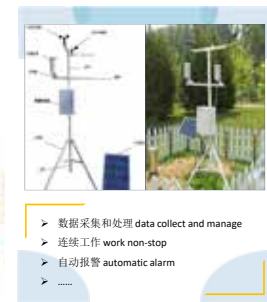 ➢ 数据采集和处理 data collect and manage
➢ 连续工作 work non-stop
➢ 自动报警 automatic alarm
➢ ......